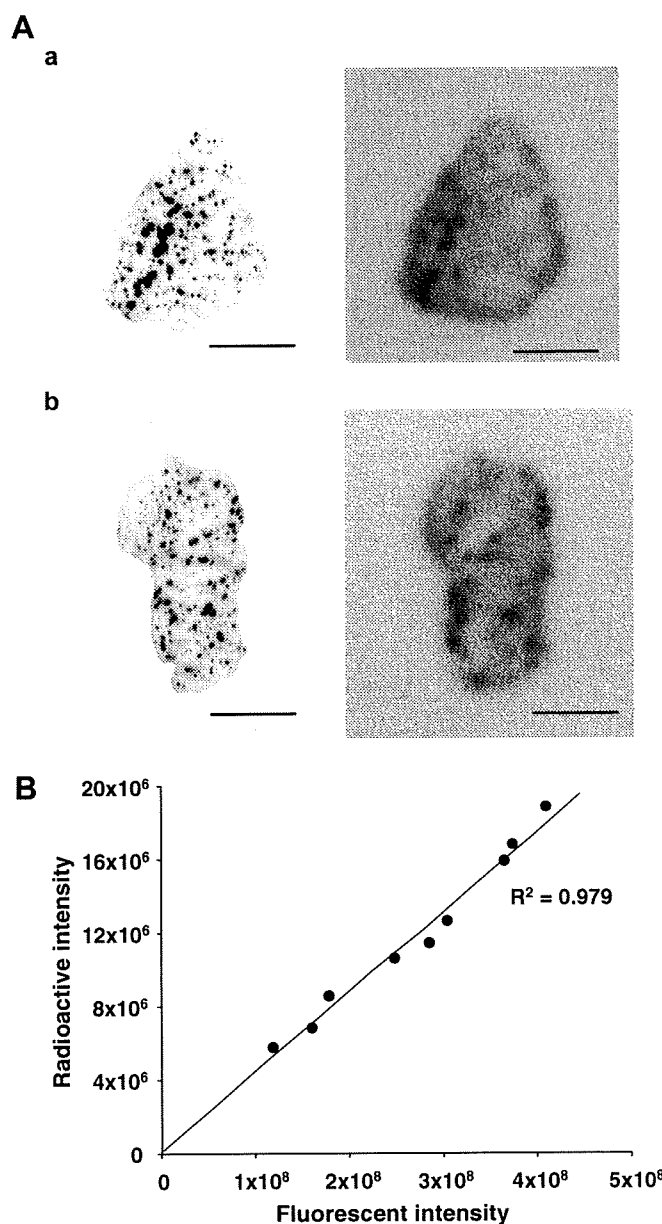 A
a
b
B
20x10⁶
16x10⁶
12x10⁶
8x10⁶
4x10⁶
0
Radioactive intensity
R² = 0.979
0 1x10⁸ 2x10⁸ 3x10⁸ 4x10⁸ 5x10⁸
Fluorescent intensity